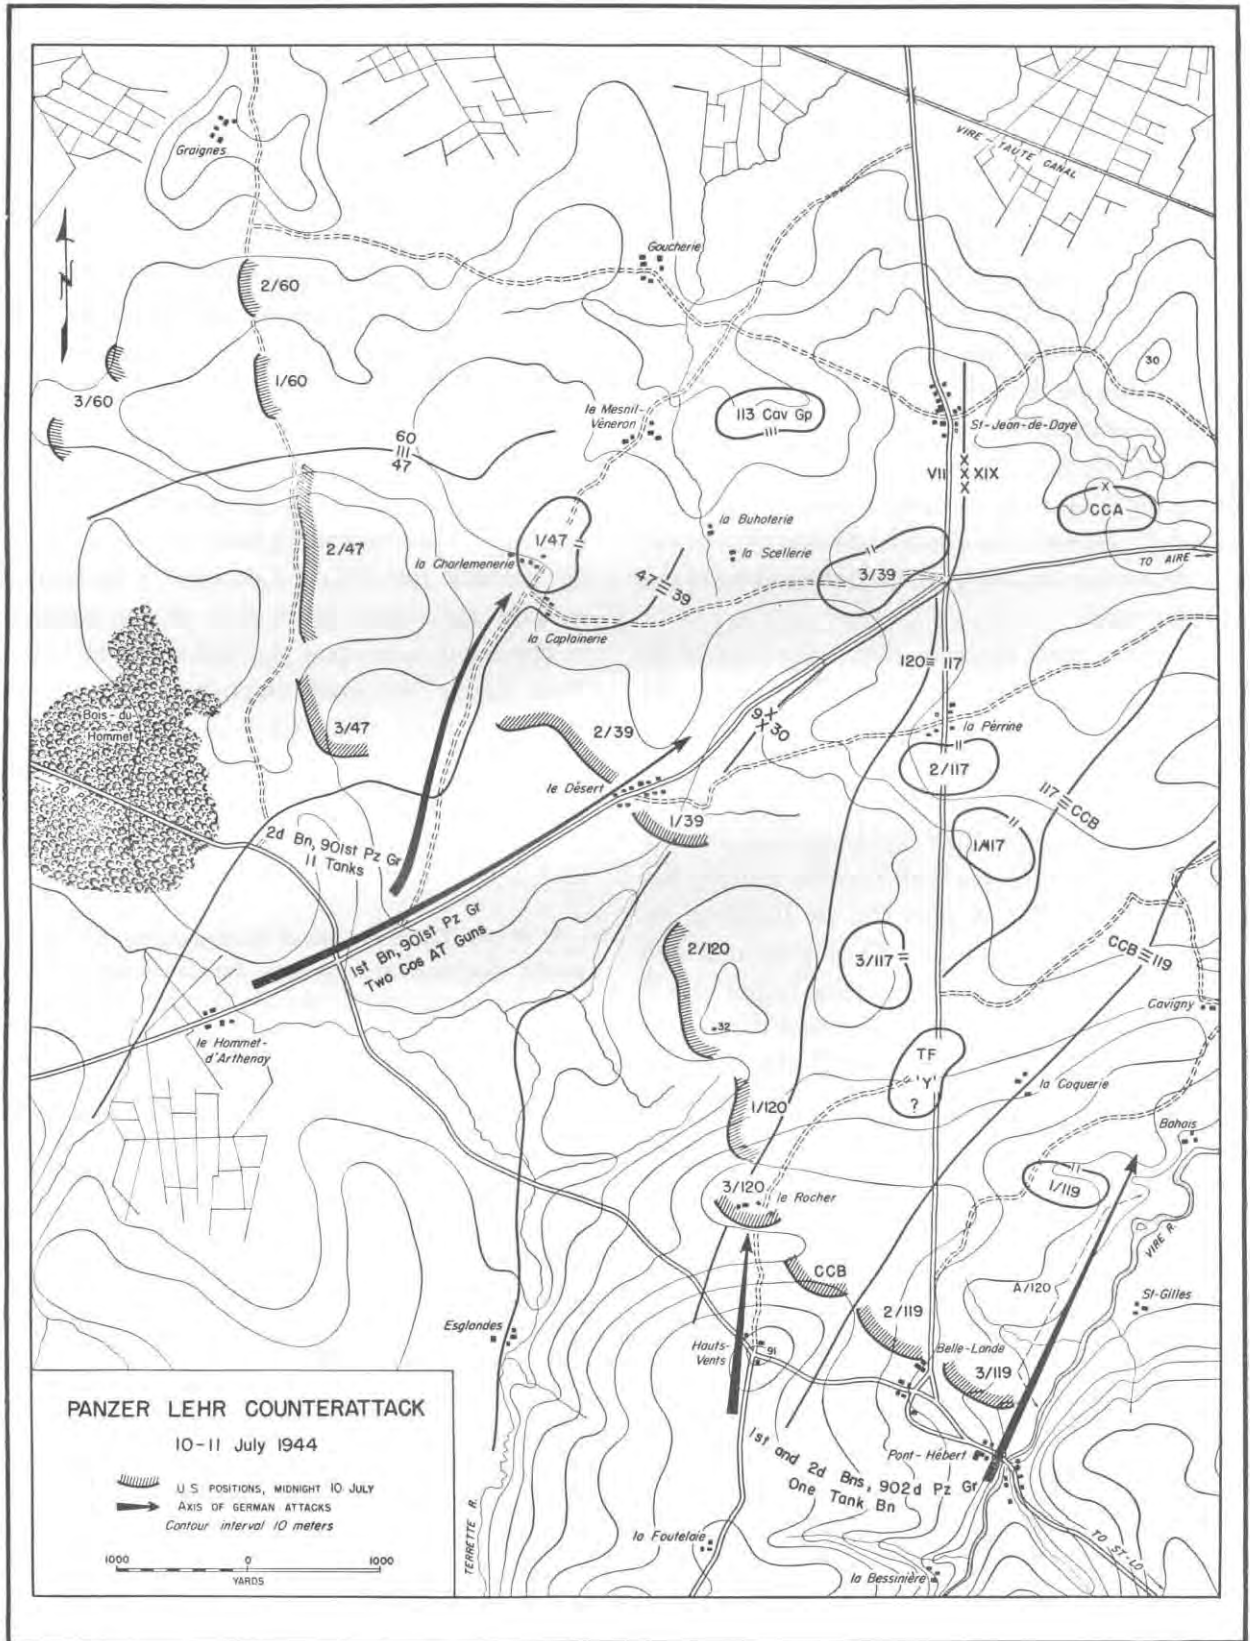 Graignes
VIRE - TAUTE CANAL
N
Goucherie
2/60
1/60
3/60
30
le Mesnil-
Véneron
113 Cav Gp
St-Jean-de-Daye
60
47
VII
XXX
XIX
X
CCA
2/47
1/47
la Buhoterie
la Scellerie
la Charlemenerie
3/39
TO AIRE
47
39
la Caplainerie
120
117
Bois-du-
Hommet
3/47
2/39
9
XX
30
la Pérrine
2/117
TO PÉRIERS
le Désert
1/39
117
CCB
1/117
2d Bn, 901st Pz Gr
11 Tanks
1st Bn, 901st Pz Gr
Two Cos AT Guns
2/120
3/117
CCB
119
32
Cavigny
le Hommet-
d'Arthenay
TF
'Y'
?
la Coquerie
1/120
Bahais
3/120
le Rocher
1/119
VIRE R.
CCB
A/120
St-Gilles
2/119
Esglandes
Hauts-
Vents
91
Belle-Lande
3/119
PANZER LEHR COUNTERATTACK
10-11 July 1944
U S POSITIONS, MIDNIGHT 10 JULY
AXIS OF GERMAN ATTACKS
Contour interval 10 meters
1000 0 1000
YARDS
TERRETTE R.
1st and 2d Bns, 902d Pz Gr
One Tank Bn
Pont-Hébert
la Foutelaie
la Bessinière
TO ST-LO